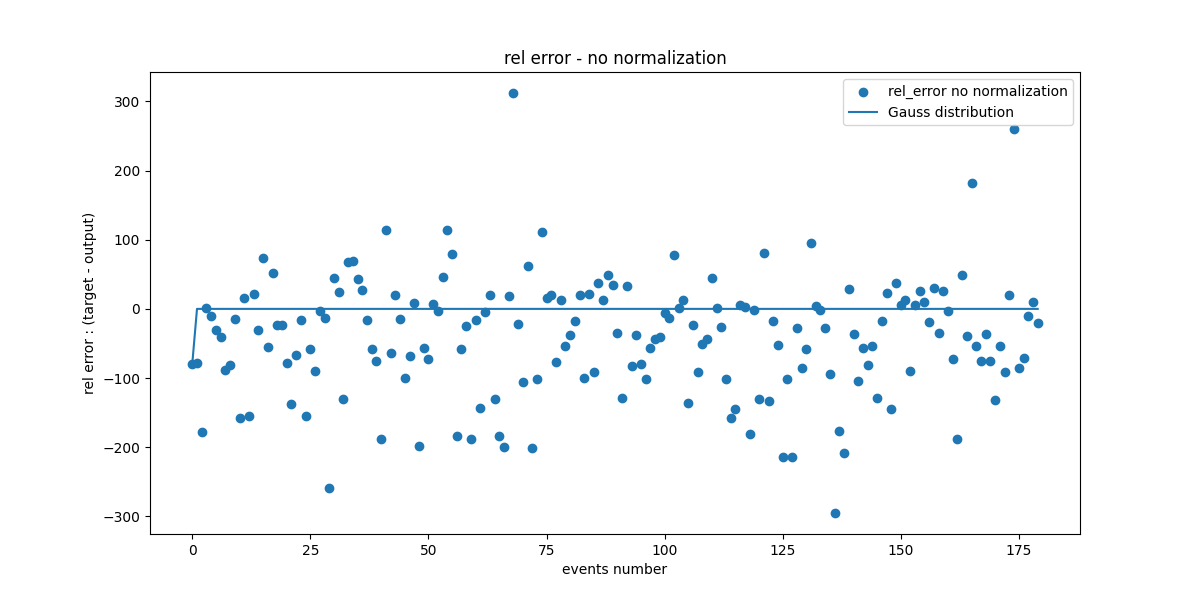 rel error - no normalization
rel_error no normalization
Gauss distribution
rel error : (target - output)
300
200
100
0
−100
−200
−300
0 25 50 75 100 125 150 175
events number